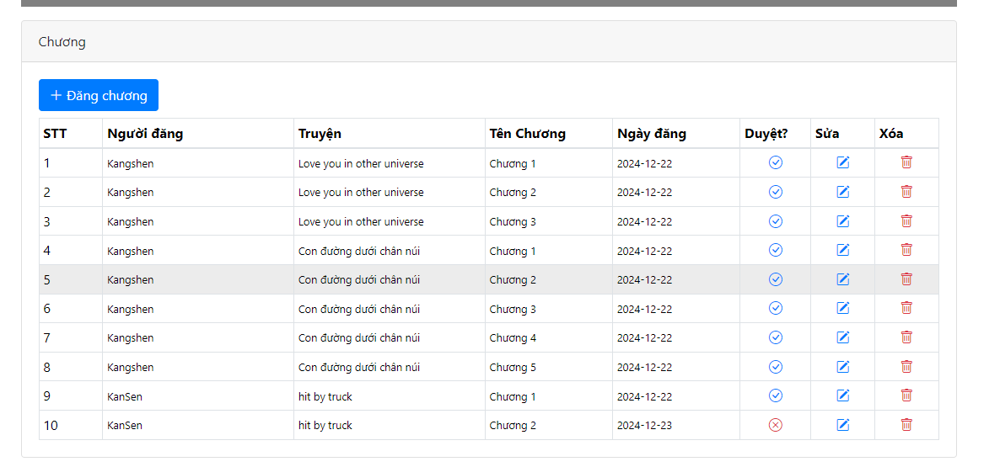 Chương
+ Đăng chương
STT Người đăng Truyện Tên Chương Ngày đăng Duyệt? Sửa Xóa
1 Kangshen Love you in other universe Chương 1 2024-12-22
2 Kangshen Love you in other universe Chương 2 2024-12-22
3 Kangshen Love you in other universe Chương 3 2024-12-22
4 Kangshen Con đường dưới chân núi Chương 1 2024-12-22
5 Kangshen Con đường dưới chân núi Chương 2 2024-12-22
6 Kangshen Con đường dưới chân núi Chương 3 2024-12-22
7 Kangshen Con đường dưới chân núi Chương 4 2024-12-22
8 Kangshen Con đường dưới chân núi Chương 5 2024-12-22
9 KanSen hit by truck Chương 1 2024-12-22
10 KanSen hit by truck Chương 2 2024-12-23